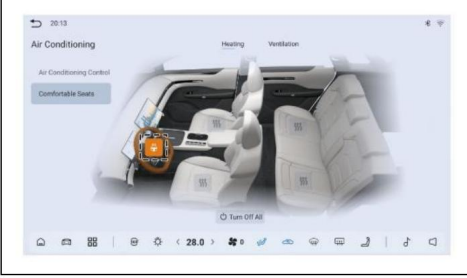 20:13
Air Conditioning
Heating Ventilation
Air Conditioning Control
Comfortable Seats
Turn Off All
28.0 0